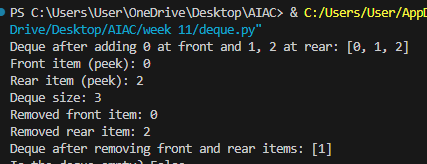 PS C:\Users\User\OneDrive\Desktop\AIAC> & C:/Users/User/AppD
Drive/Desktop/AIAC/week 11/deque.py"
Deque after adding 0 at front and 1, 2 at rear: [0, 1, 2]
Front item (peek): 0
Rear item (peek): 2
Deque size: 3
Removed front item: 0
Removed rear item: 2
Deque after removing front and rear items: [1]
Is the deque empty? False